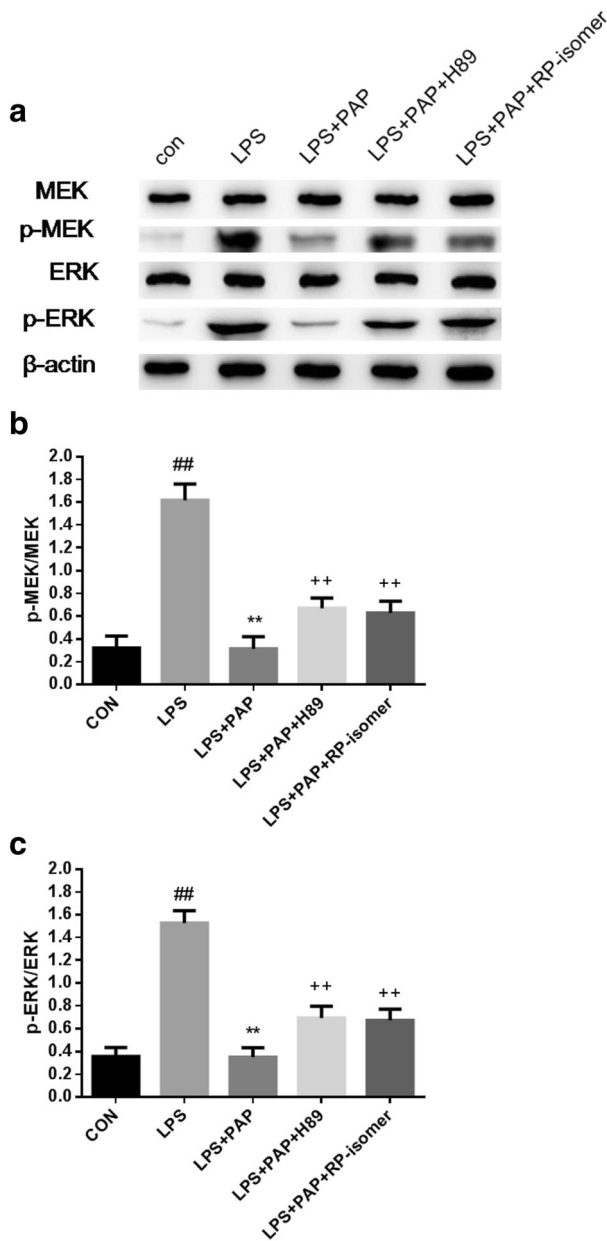 a
con LPS LPS+PAP LPS+PAP+H89 LPS+PAP+RP-isomer
MEK
p-MEK
ERK
p-ERK
β-actin
b
2.0
1.8
1.6
1.4
1.2
1.0
0.8
0.6
0.4
0.2
0.0
p-MEK/MEK
## ** ++ ++
CON LPS LPS+PAP LPS+PAP+H89 LPS+PAP+RP-isomer
c
2.0
1.8
1.6
1.4
1.2
1.0
0.8
0.6
0.4
0.2
0.0
p-ERK/ERK
## ** ++ ++
CON LPS LPS+PAP LPS+PAP+H89 LPS+PAP+RP-isomer